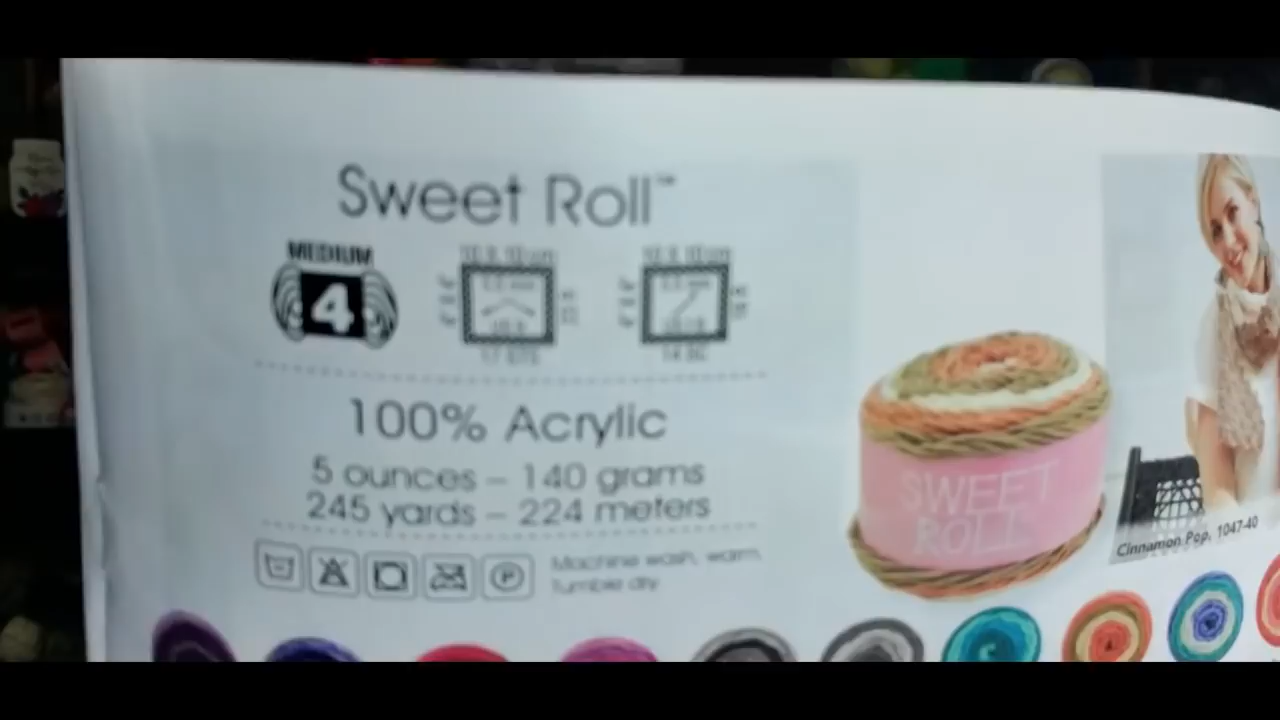 Sweet Roll™
MEDIUM
4
100% Acrylic
5 ounces – 140 grams
245 yards – 224 meters
P
Machine wash, warm.
Tumble dry
SWEET
ROLL
Cinnamon Pop, 1047-40